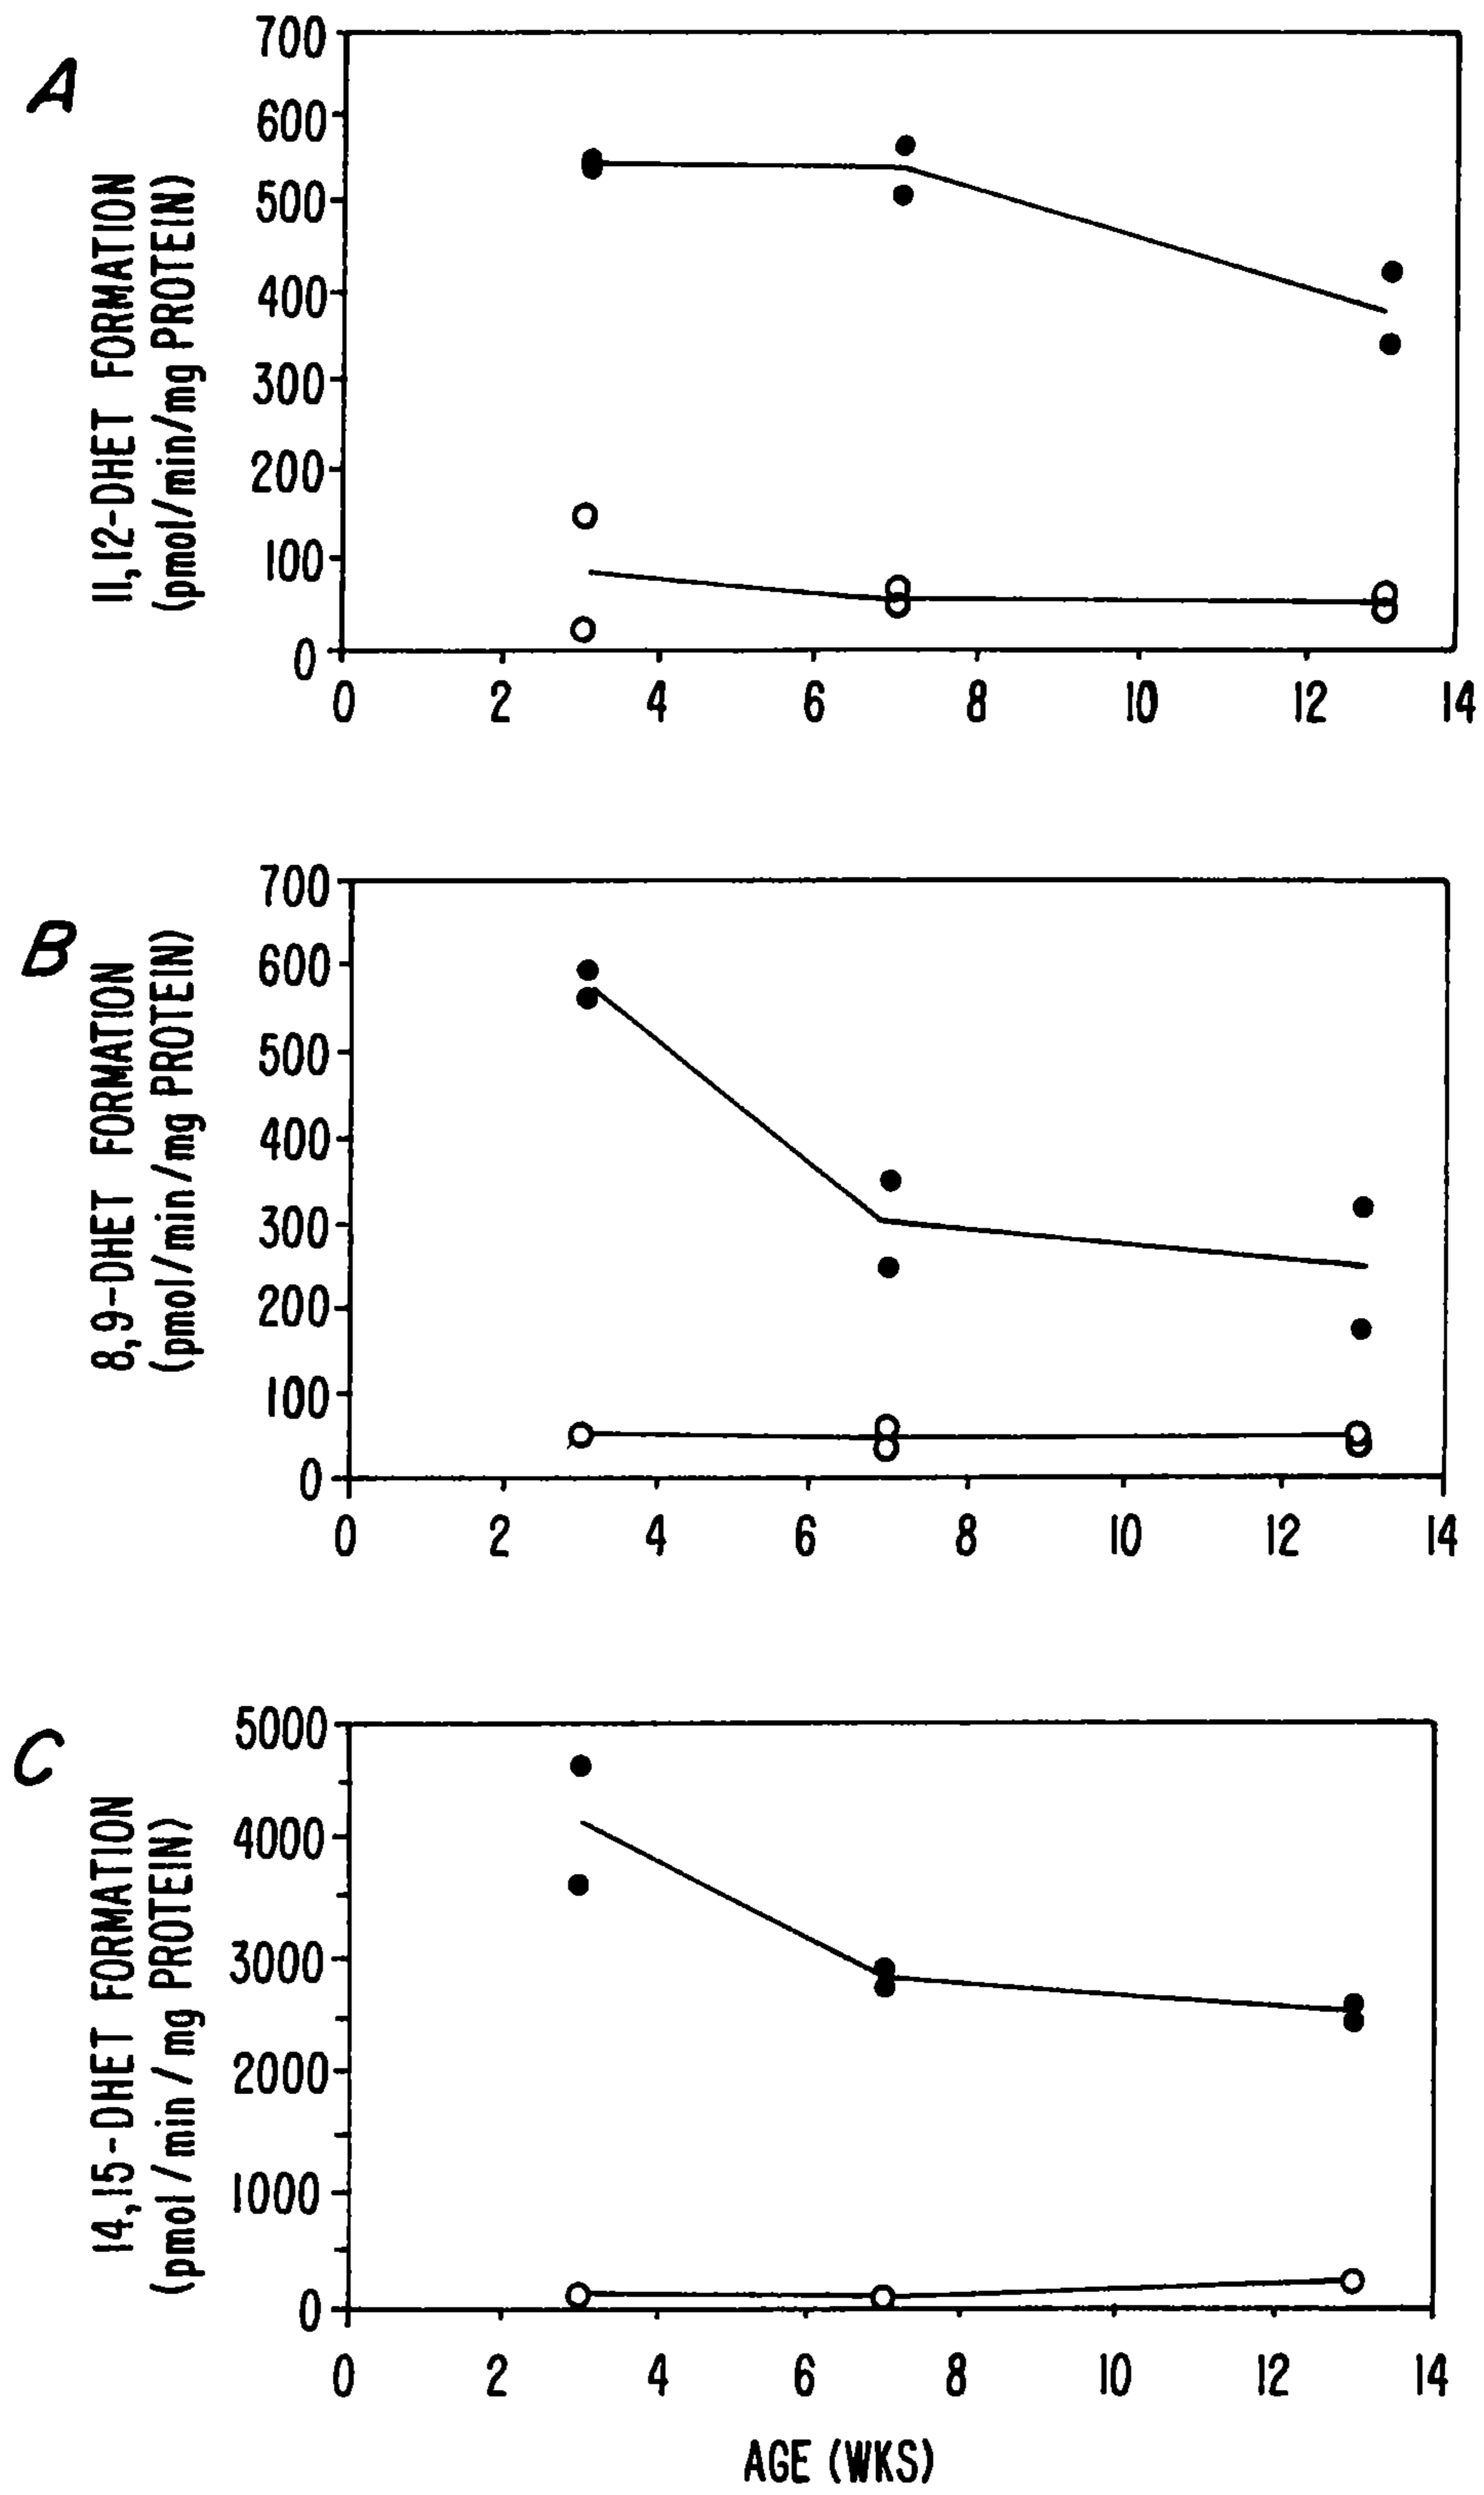 A
11,12-DHET FORMATION
(pmol/min/mg PROTEIN)
700
600
500
400
300
200
100
0
0 2 4 6 8 10 12 14
B
8,9-DHET FORMATION
(pmol/min/mg PROTEIN)
700
600
500
400
300
200
100
0
0 2 4 6 8 10 12 14
C
14,15-DHET FORMATION
(pmol/min/mg PROTEIN)
5000
4000
3000
2000
1000
0
0 2 4 6 8 10 12 14
AGE (WKS)